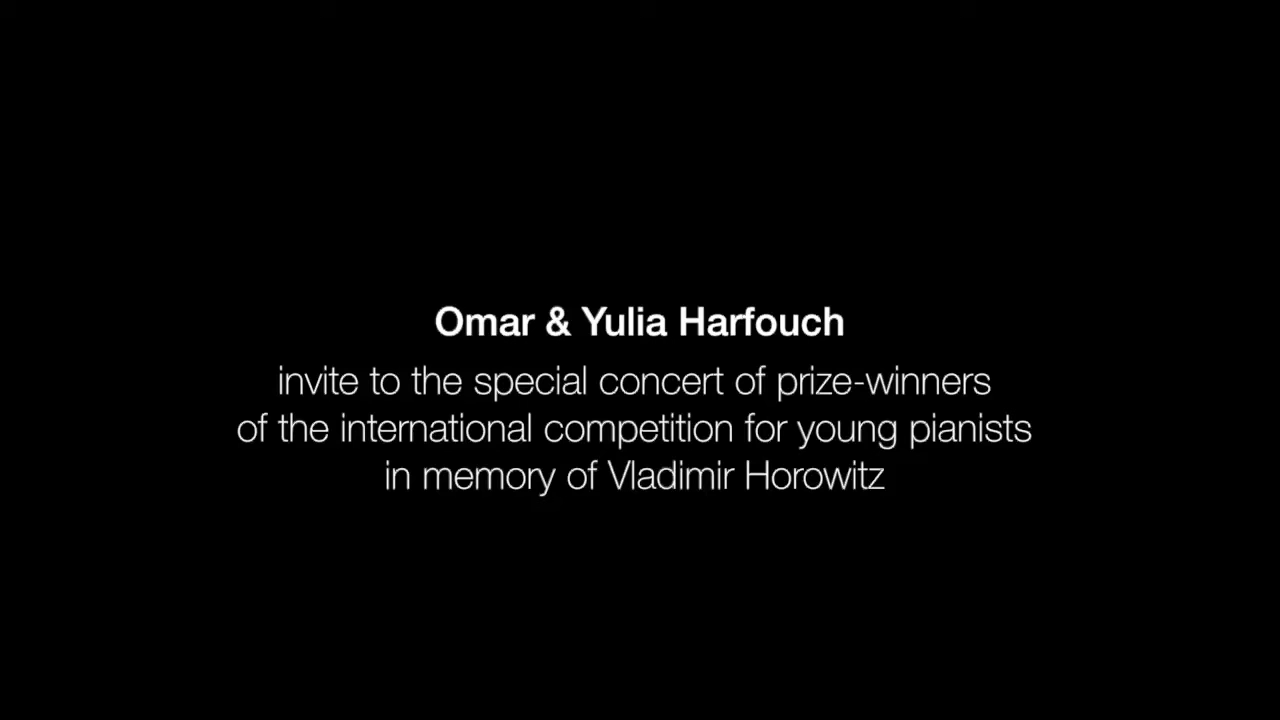 Omar & Yulia Harfouch
invite to the special concert of prize-winners
of the international competition for young pianists
in memory of Vladimir Horowitz